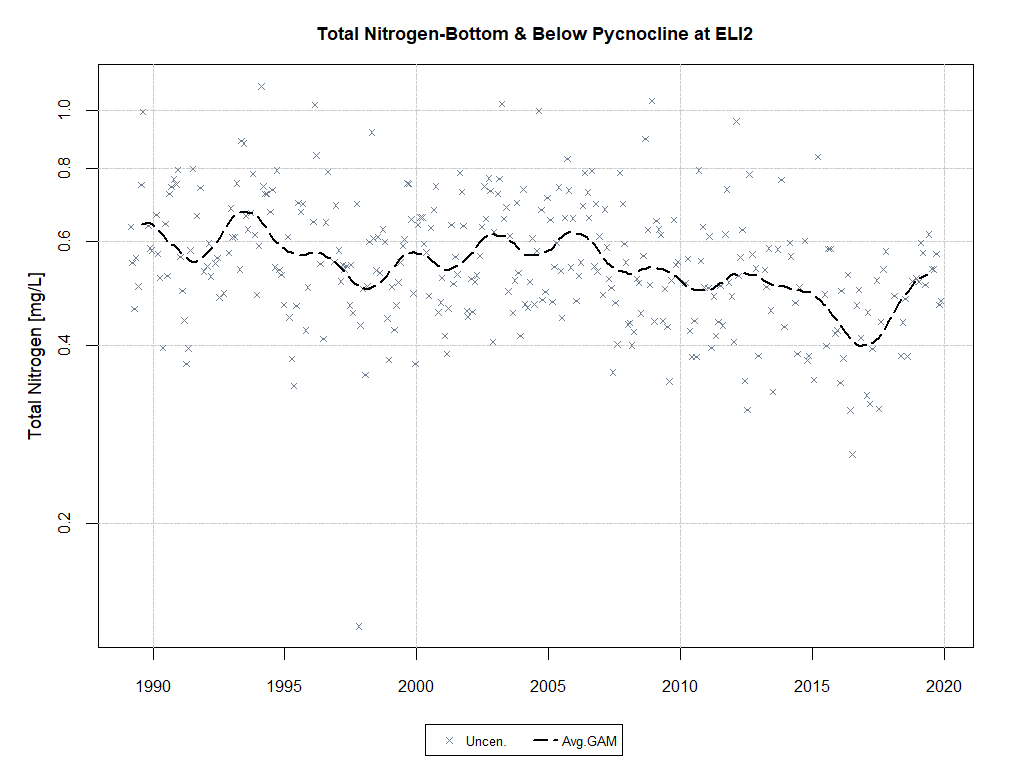 Total Nitrogen-Bottom & Below Pycnocline at ELI2
Total Nitrogen [mg/L]
1.0
0.8
0.6
0.4
0.2
1990 1995 2000 2005 2010 2015 2020
Uncen. Avg.GAM